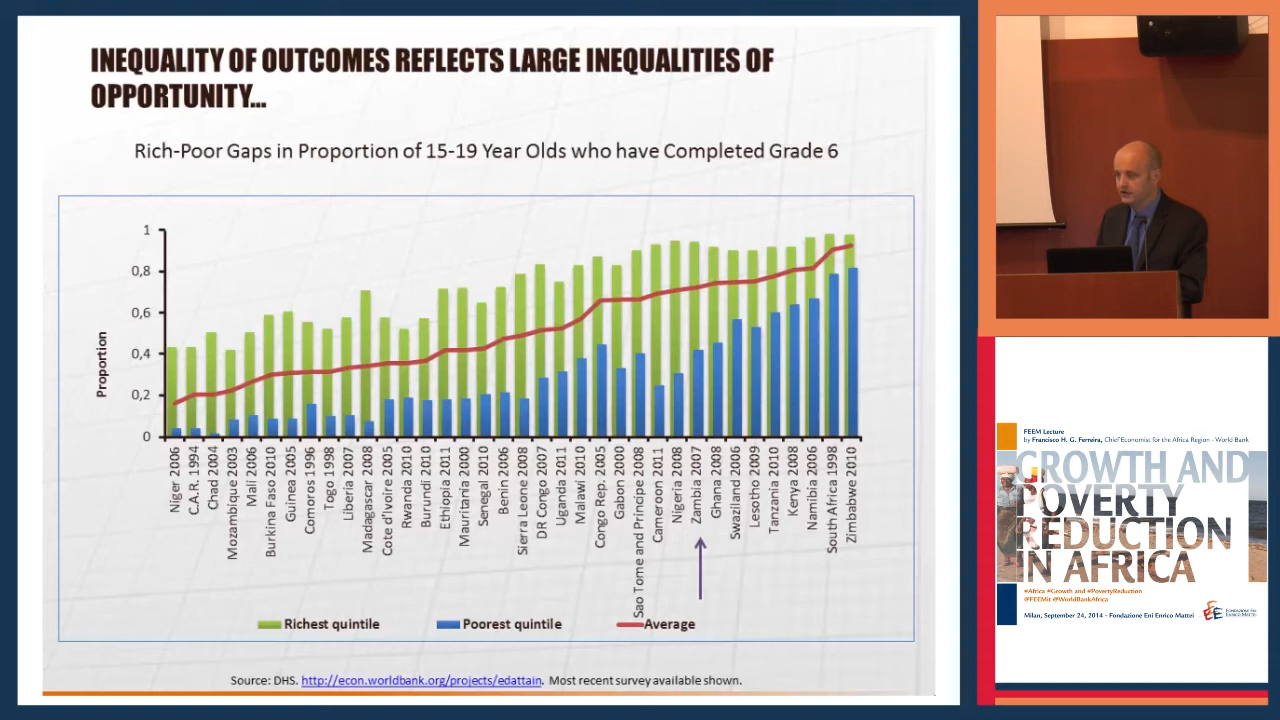 INEQUALITY OF OUTCOMES REFLECTS LARGE INEQUALITIES OF
OPPORTUNITY...
Rich-Poor Gaps in Proportion of 15-19 Year Olds who have Completed Grade 6
Proportion
1
0,8
0,6
0,4
0,2
0
Niger 2006
C.A.R. 1994
Chad 2004
Mozambique 2003
Mali 2006
Burkina Faso 2010
Guinea 2005
Comoros 1996
Togo 1998
Liberia 2007
Madagascar 2008
Cote d'Ivoire 2005
Rwanda 2010
Burundi 2010
Ethiopia 2011
Mauritania 2000
Senegal 2010
Benin 2006
Sierra Leone 2008
DR Congo 2007
Uganda 2011
Malawi 2010
Congo Rep. 2005
Gabon 2000
Sao Tome and Principe 2008
Cameroon 2011
Nigeria 2008
Zambia 2007
Ghana 2008
Swaziland 2006
Lesotho 2009
Tanzania 2010
Kenya 2008
Namibia 2006
South Africa 1998
Zimbabwe 2010
Richest quintile
Poorest quintile
Average
Source: DHS. http://econ.worldbank.org/projects/edattain. Most recent survey available shown.
FEEM Lecture
by Francisco H. G. Ferreira, Chief Economist for the Africa Region - World Bank
GROWTH AND
POVERTY
REDUCTION
IN AFRICA
#Africa #Growth and #PovertyReduction
@FEEMit @WorldBankAfrica
Milan, September 24, 2014 - Fondazione Eni Enrico Mattei
FONDAZIONE ENI
ENRICO MATTEI